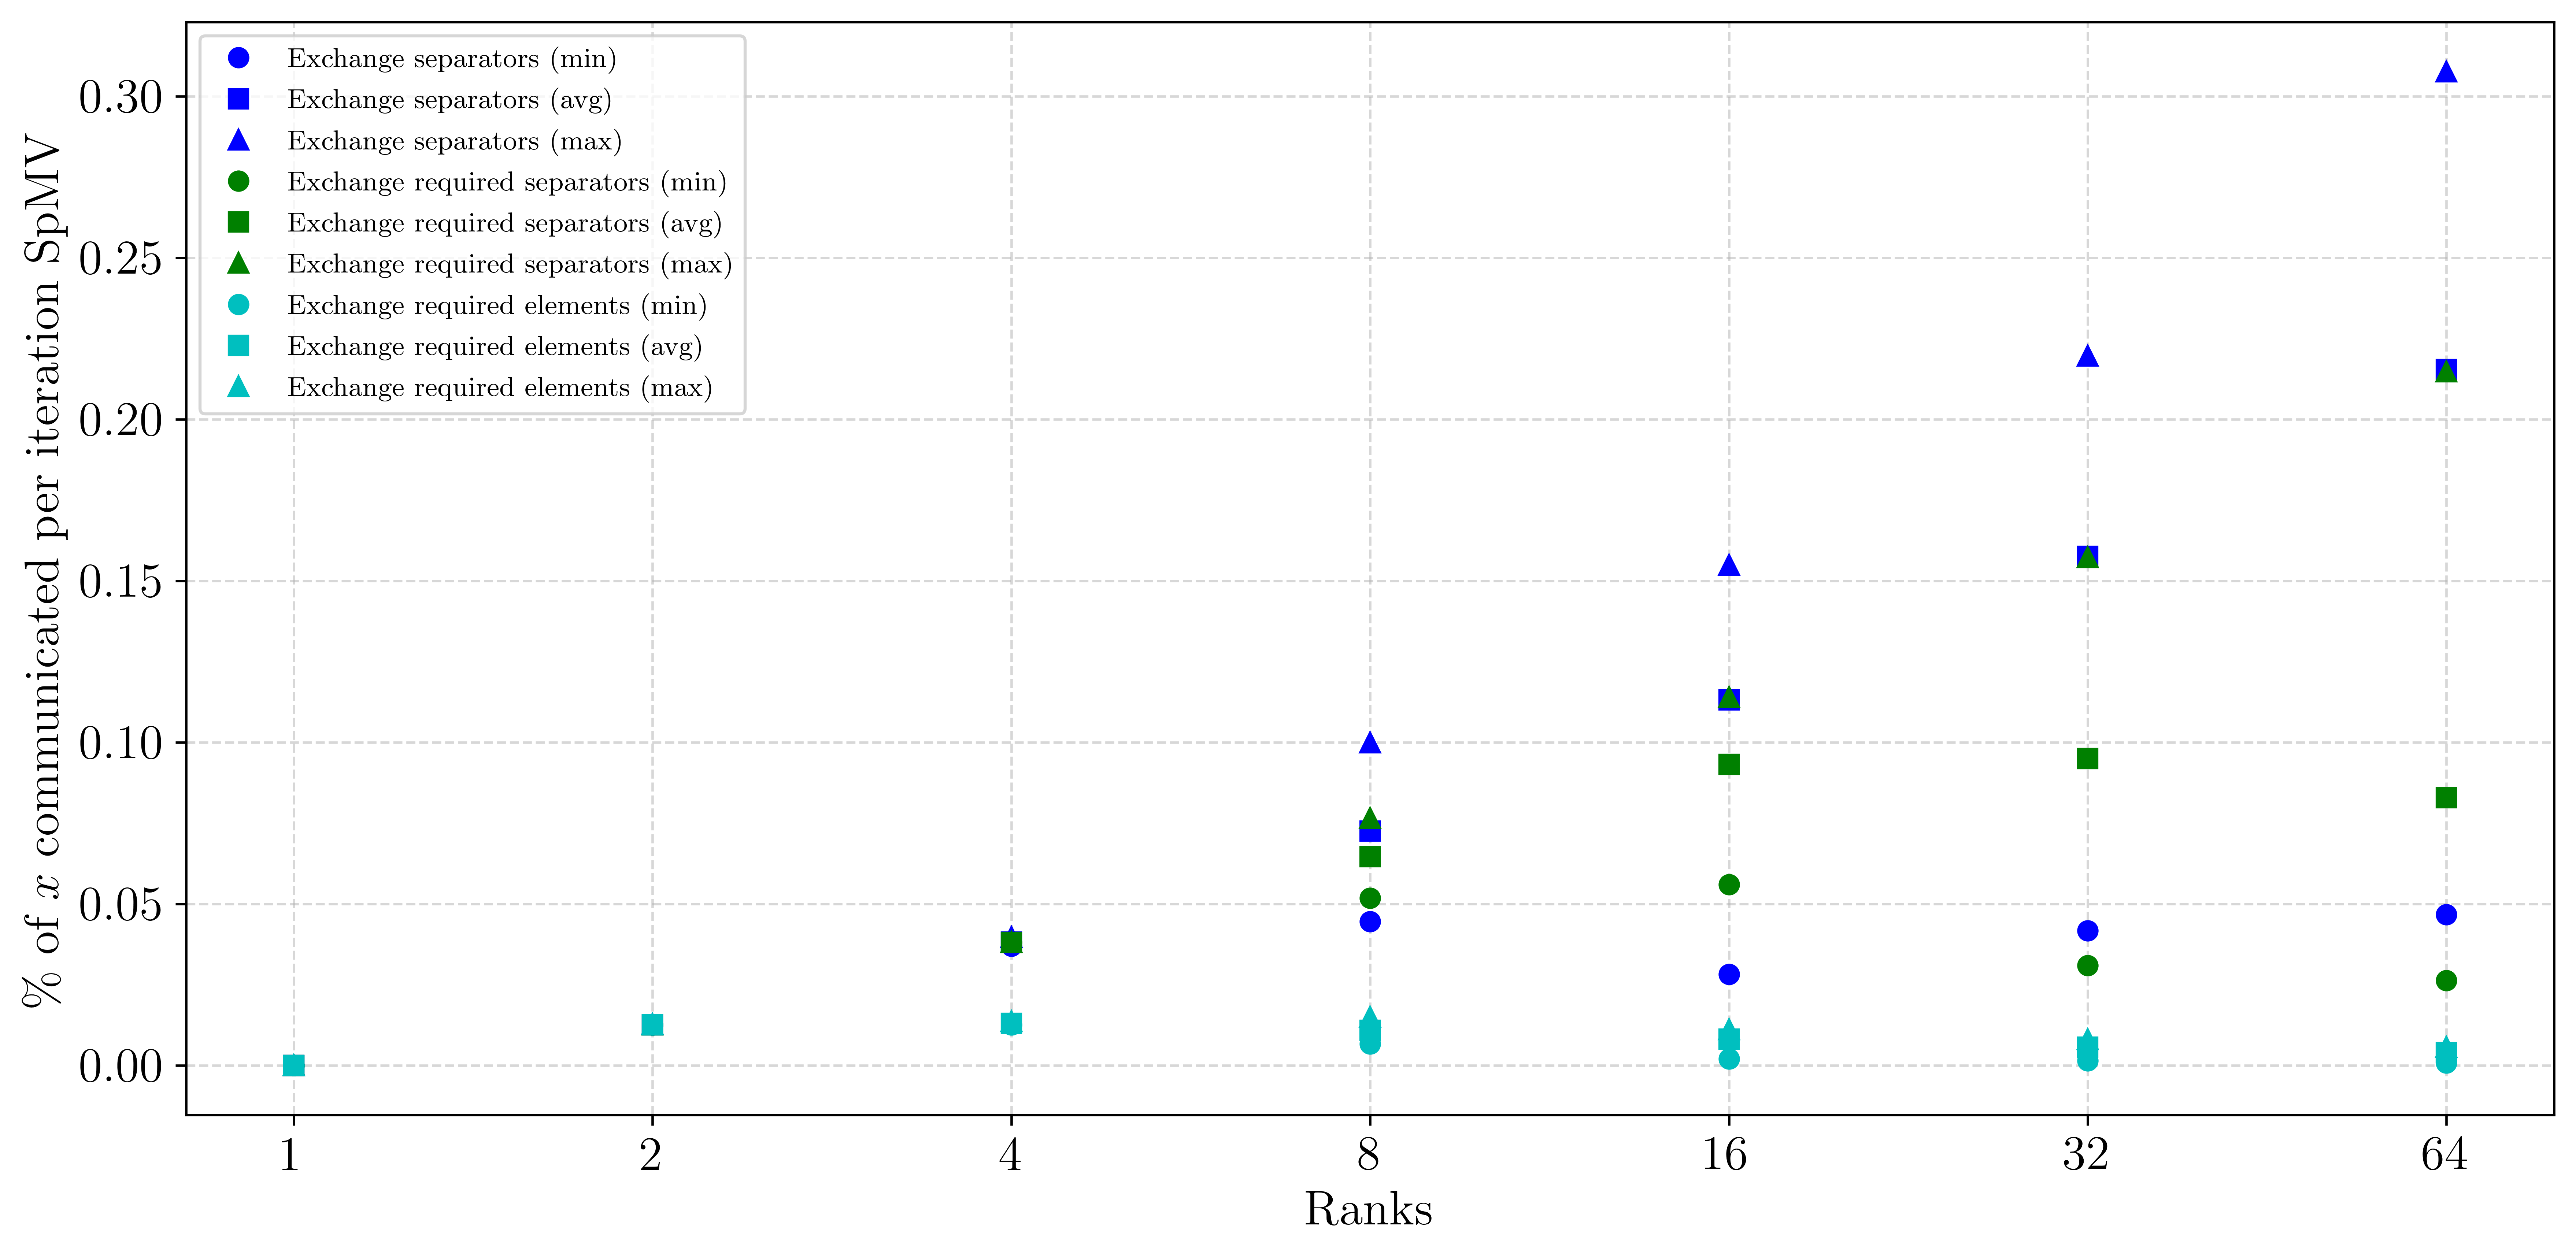 Exchange separators (min)
Exchange separators (avg)
Exchange separators (max)
Exchange required separators (min)
Exchange required separators (avg)
Exchange required separators (max)
Exchange required elements (min)
Exchange required elements (avg)
Exchange required elements (max)
% of x communicated per iteration SpMV
0.30
0.25
0.20
0.15
0.10
0.05
0.00
1 2 4 8 16 32 64
Ranks